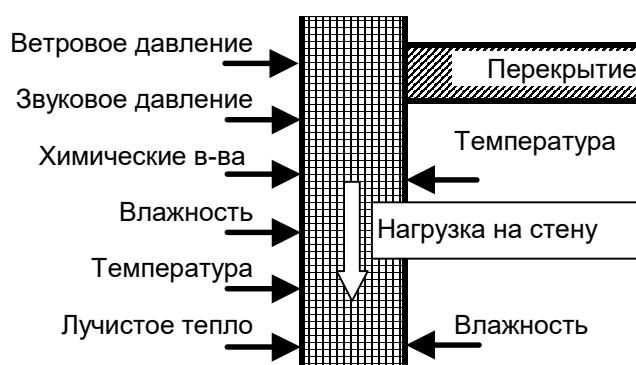 Ветровое давление
Перекрытие
Звуковое давление
Температура
Химические в-ва
Влажность
Нагрузка на стену
Температура
Лучистое тепло
Влажность